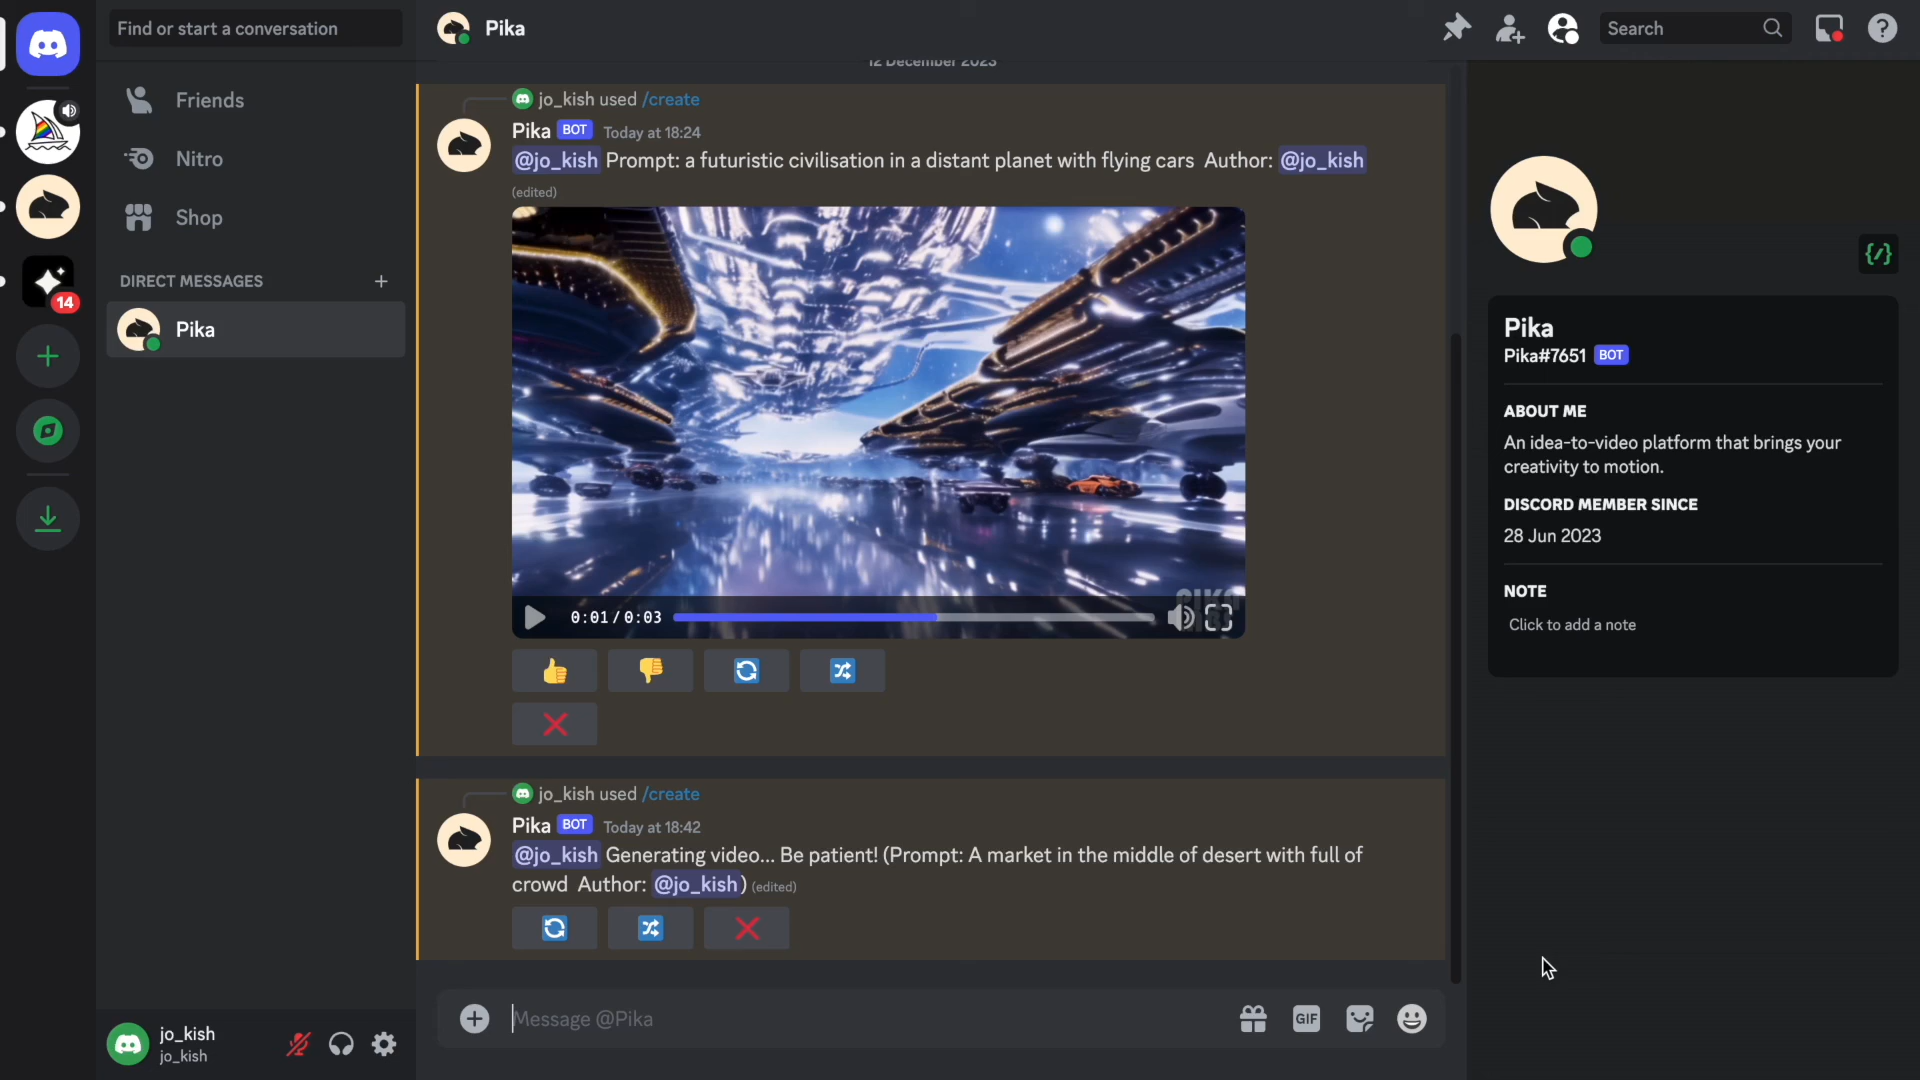 Find or start a conversation
Friends
Nitro
Shop
DIRECT MESSAGES
Pika
14
jo_kish
jo_kish
Pika
Search
12 December 2023
jo_kish used /create
Pika BOT Today at 18:24
@jo_kish Prompt: a futuristic civilisation in a distant planet with flying cars Author: @jo_kish
(edited)
0:01/0:03
jo_kish used /create
Pika BOT Today at 18:42
@jo_kish Generating video... Be patient! (Prompt: A market in the middle of desert with full of
crowd Author: @jo_kish) (edited)
Message @Pika
GIF
Pika
Pika#7651 BOT
ABOUT ME
An idea-to-video platform that brings your
creativity to motion.
DISCORD MEMBER SINCE
28 Jun 2023
NOTE
Click to add a note